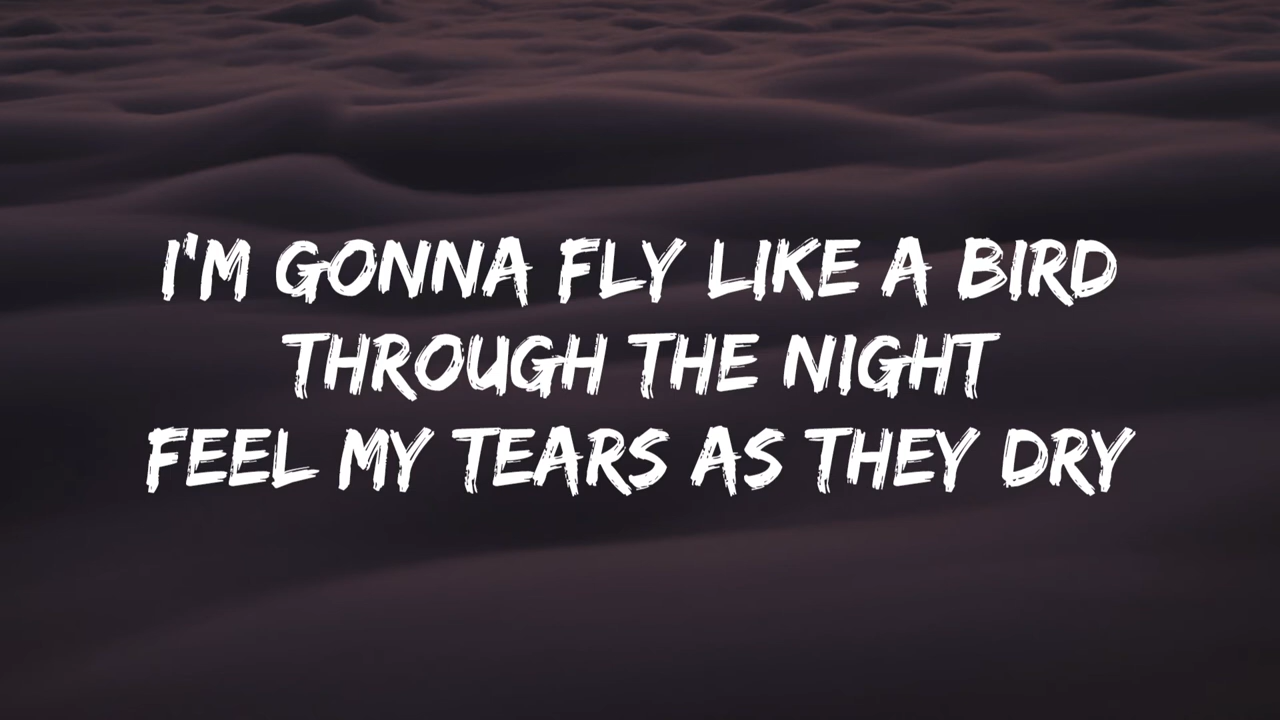 I'M GONNA FLY LIKE A BIRD
THROUGH THE NIGHT
FEEL MY TEARS AS THEY DRY